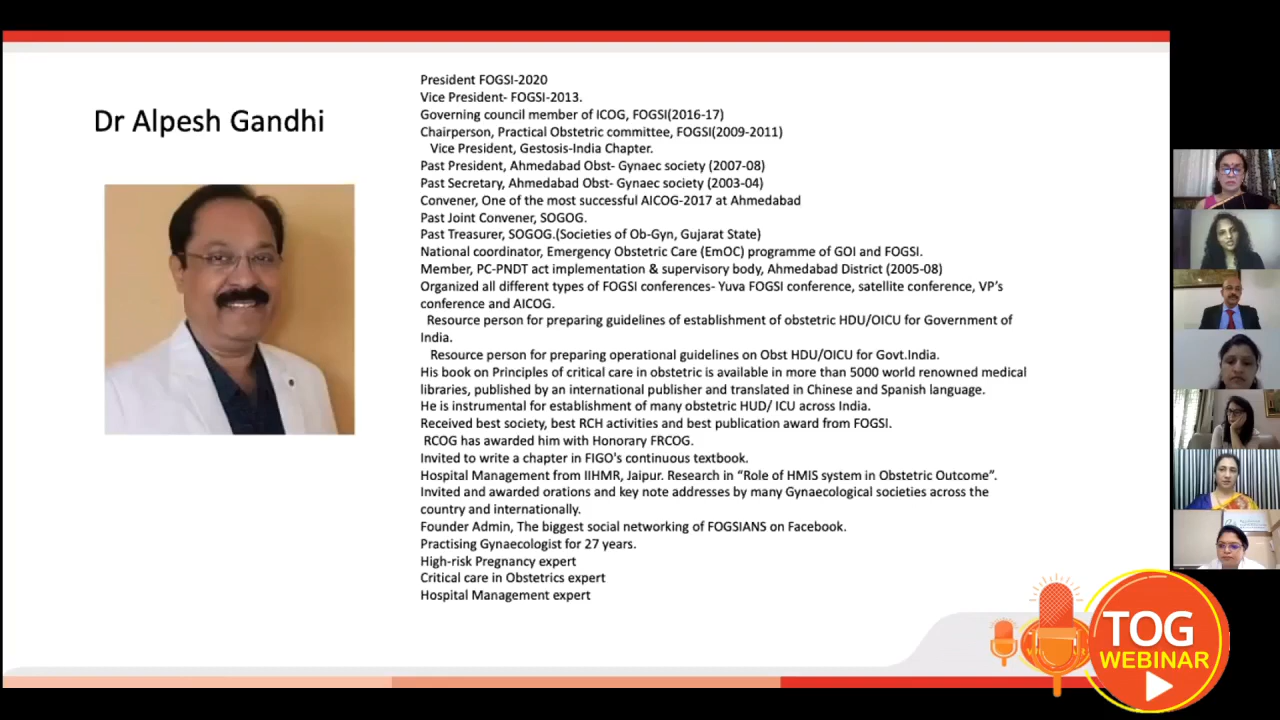 Dr Alpesh Gandhi
President FOGSI-2020
Vice President- FOGSI-2013.
Governing council member of ICOG, FOGSI(2016-17)
Chairperson, Practical Obstetric committee, FOGSI(2009-2011)
Vice President, Gestosis-India Chapter.
Past President, Ahmedabad Obst- Gynaec society (2007-08)
Past Secretary, Ahmedabad Obst- Gynaec society (2003-04)
Convener, One of the most successful AICOG-2017 at Ahmedabad
Past Joint Convener, SOGOG.
Past Treasurer, SOGOG.(Societies of Ob-Gyn, Gujarat State)
National coordinator, Emergency Obstetric Care (EmOC) programme of GOI and FOGSI.
Member, PC-PNDT act implementation & supervisory body, Ahmedabad District (2005-08)
Organized all different types of FOGSI conferences- Yuva FOGSI conference, satellite conference, VP's
conference and AICOG.
Resource person for preparing guidelines of establishment of obstetric HDU/OICU for Government of
India.
Resource person for preparing operational guidelines on Obst HDU/OICU for Govt.India.
His book on Principles of critical care in obstetric is available in more than 5000 world renowned medical
libraries, published by an international publisher and translated in Chinese and Spanish language.
He is instrumental for establishment of many obstetric HUD/ ICU across India.
Received best society, best RCH activities and best publication award from FOGSI.
RCOG has awarded him with Honorary FRCOG.
Invited to write a chapter in FIGO's continuous textbook.
Hospital Management from IIHMR, Jaipur. Research in “Role of HMIS system in Obstetric Outcome”.
Invited and awarded orations and key note addresses by many Gynaecological societies across the
country and internationally.
Founder Admin, The biggest social networking of FOGSIANS on Facebook.
Practising Gynaecologist for 27 years.
High-risk Pregnancy expert
Critical care in Obstetrics expert
Hospital Management expert
TOG
WEBINAR